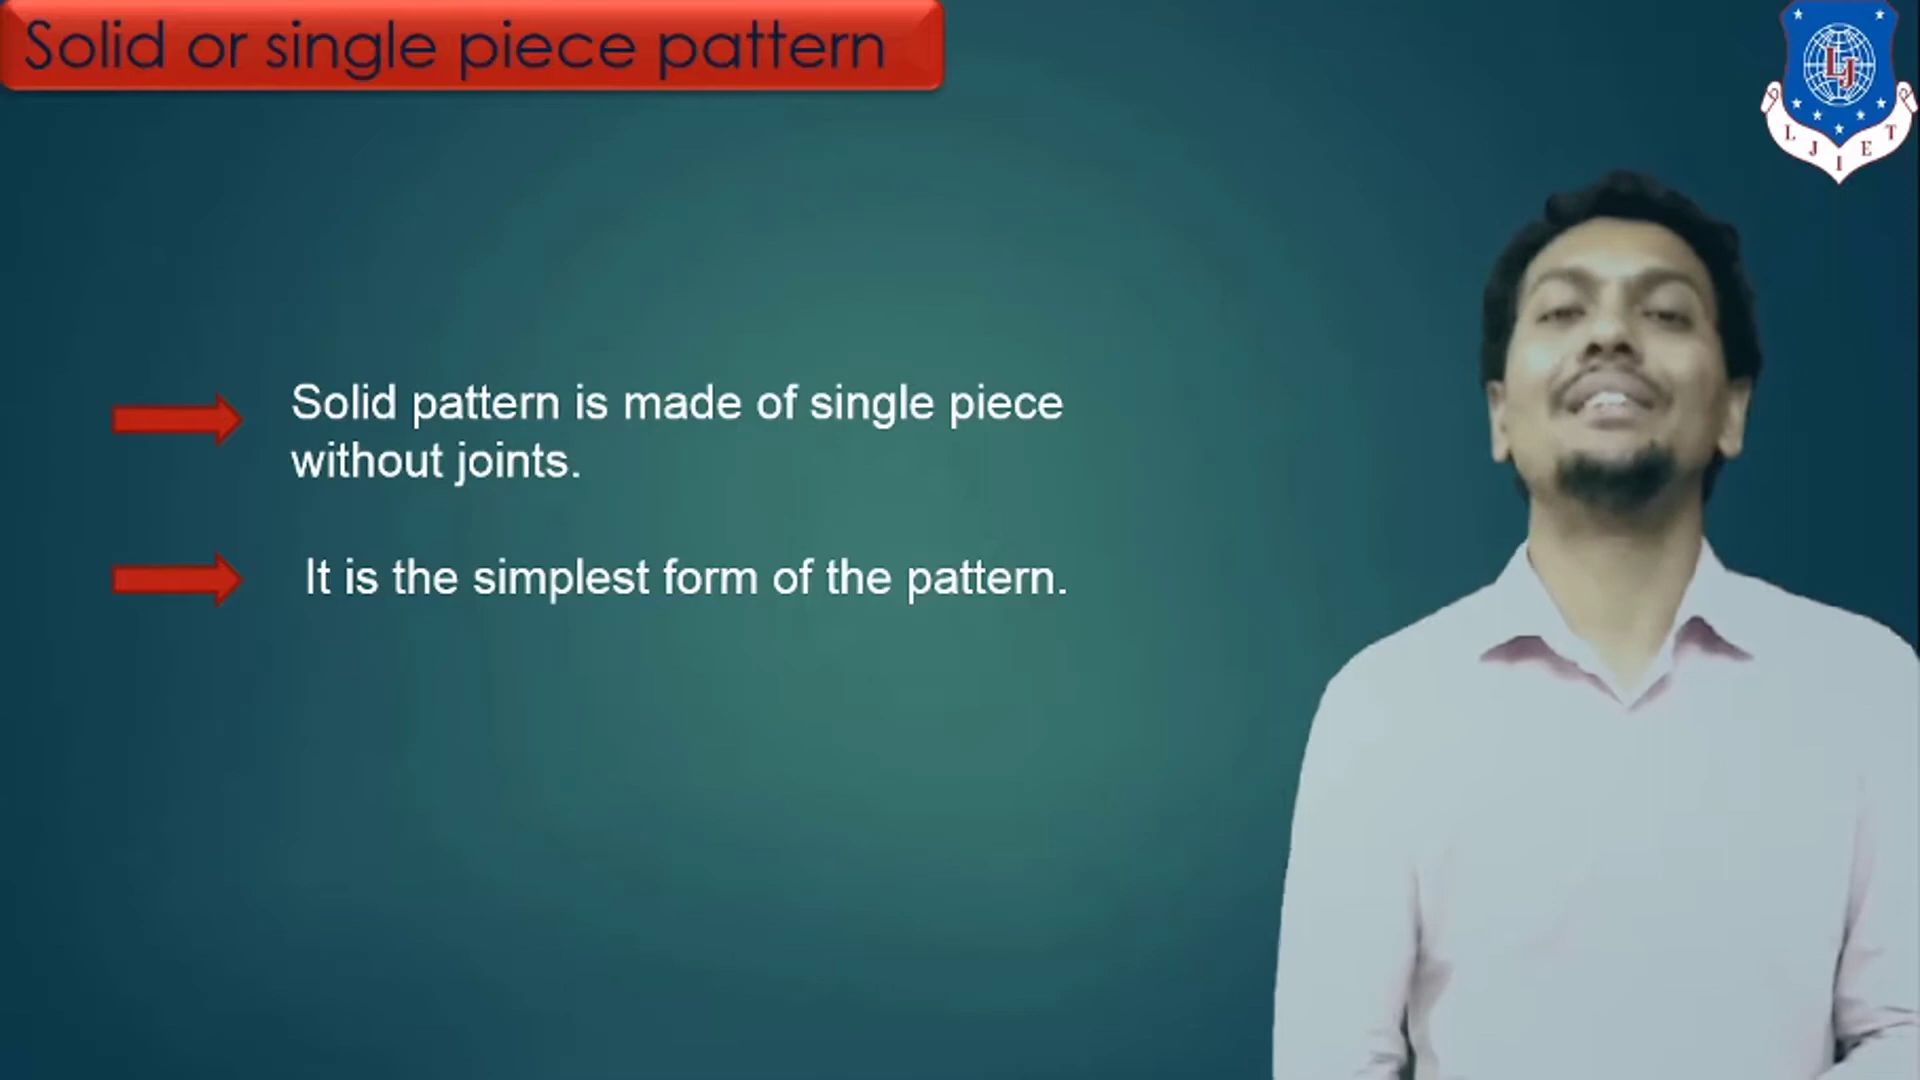 Solid or single piece pattern
LJ
L J I E T
Solid pattern is made of single piece
without joints.
It is the simplest form of the pattern.